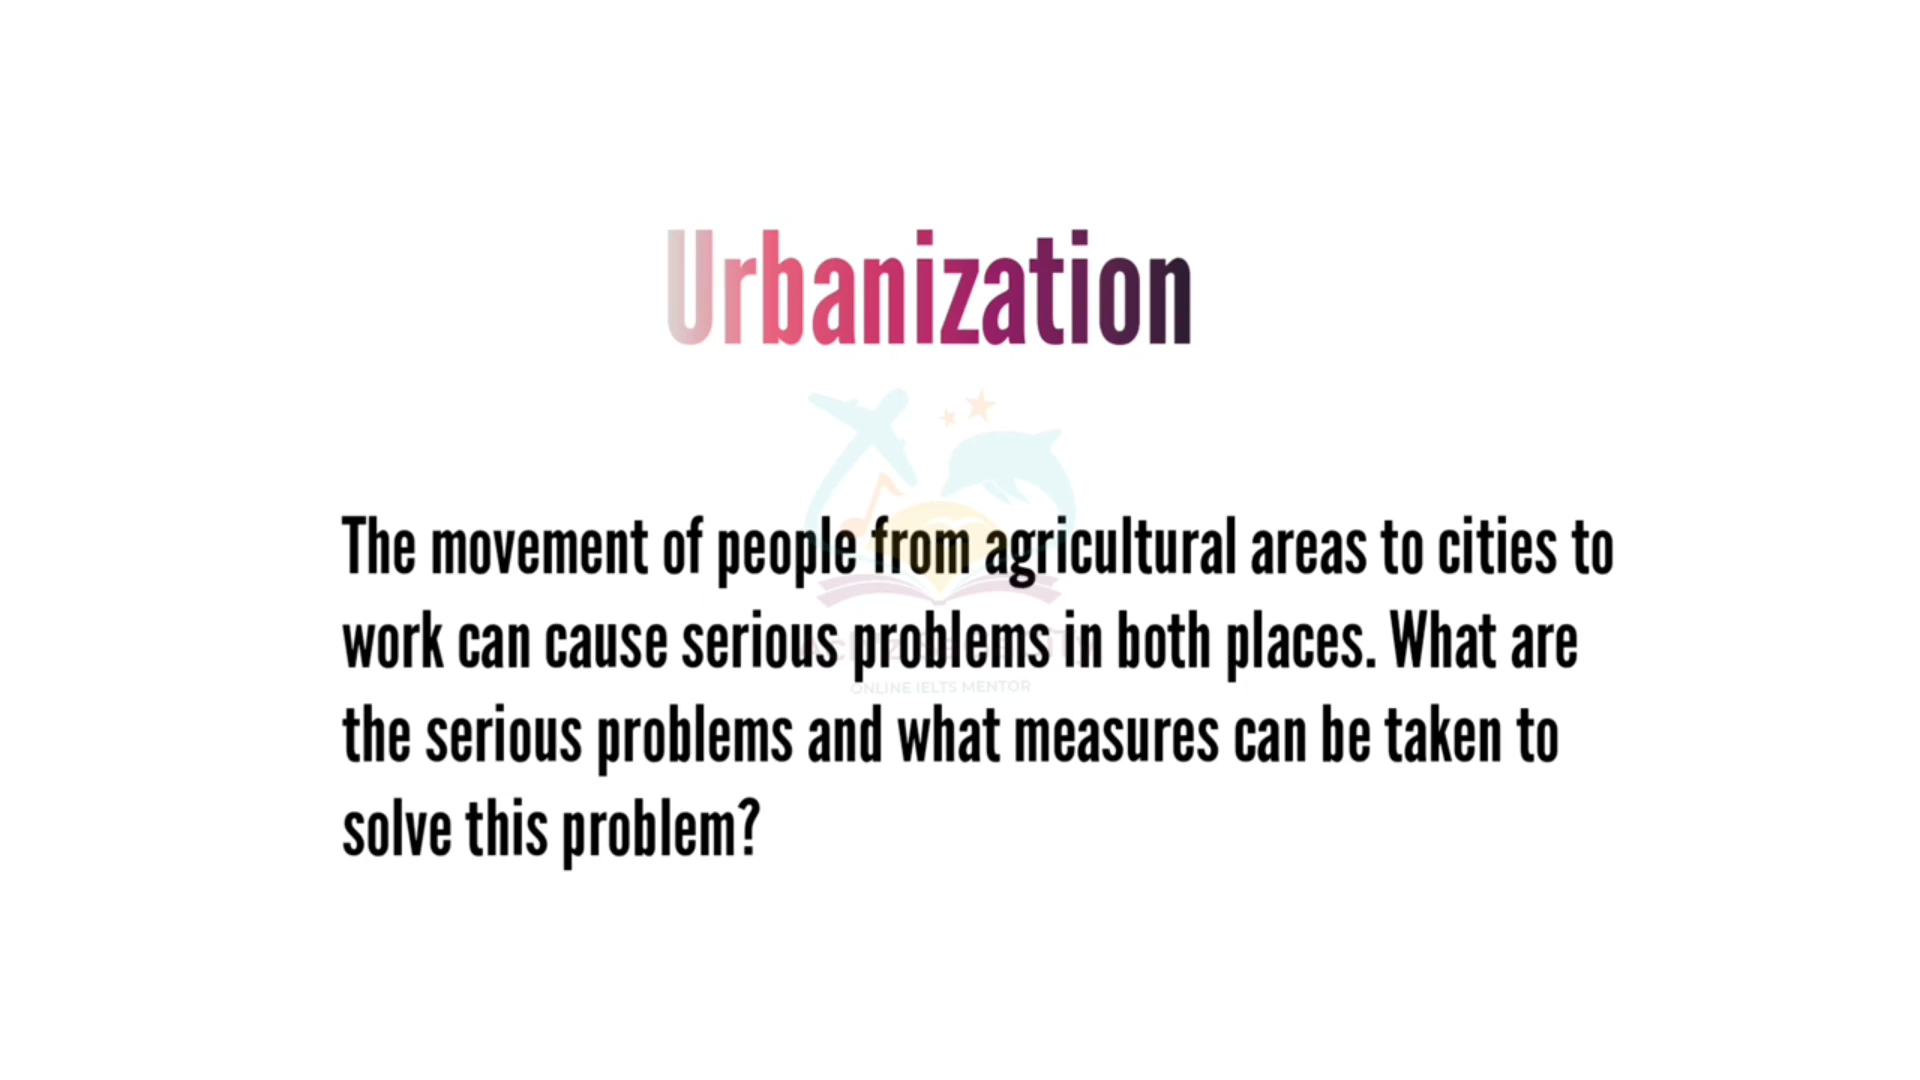 Urbanization
The movement of people from agricultural areas to cities to
work can cause serious problems in both places. What are
ONLINE IELTS MENTOR
the serious problems and what measures can be taken to
solve this problem?